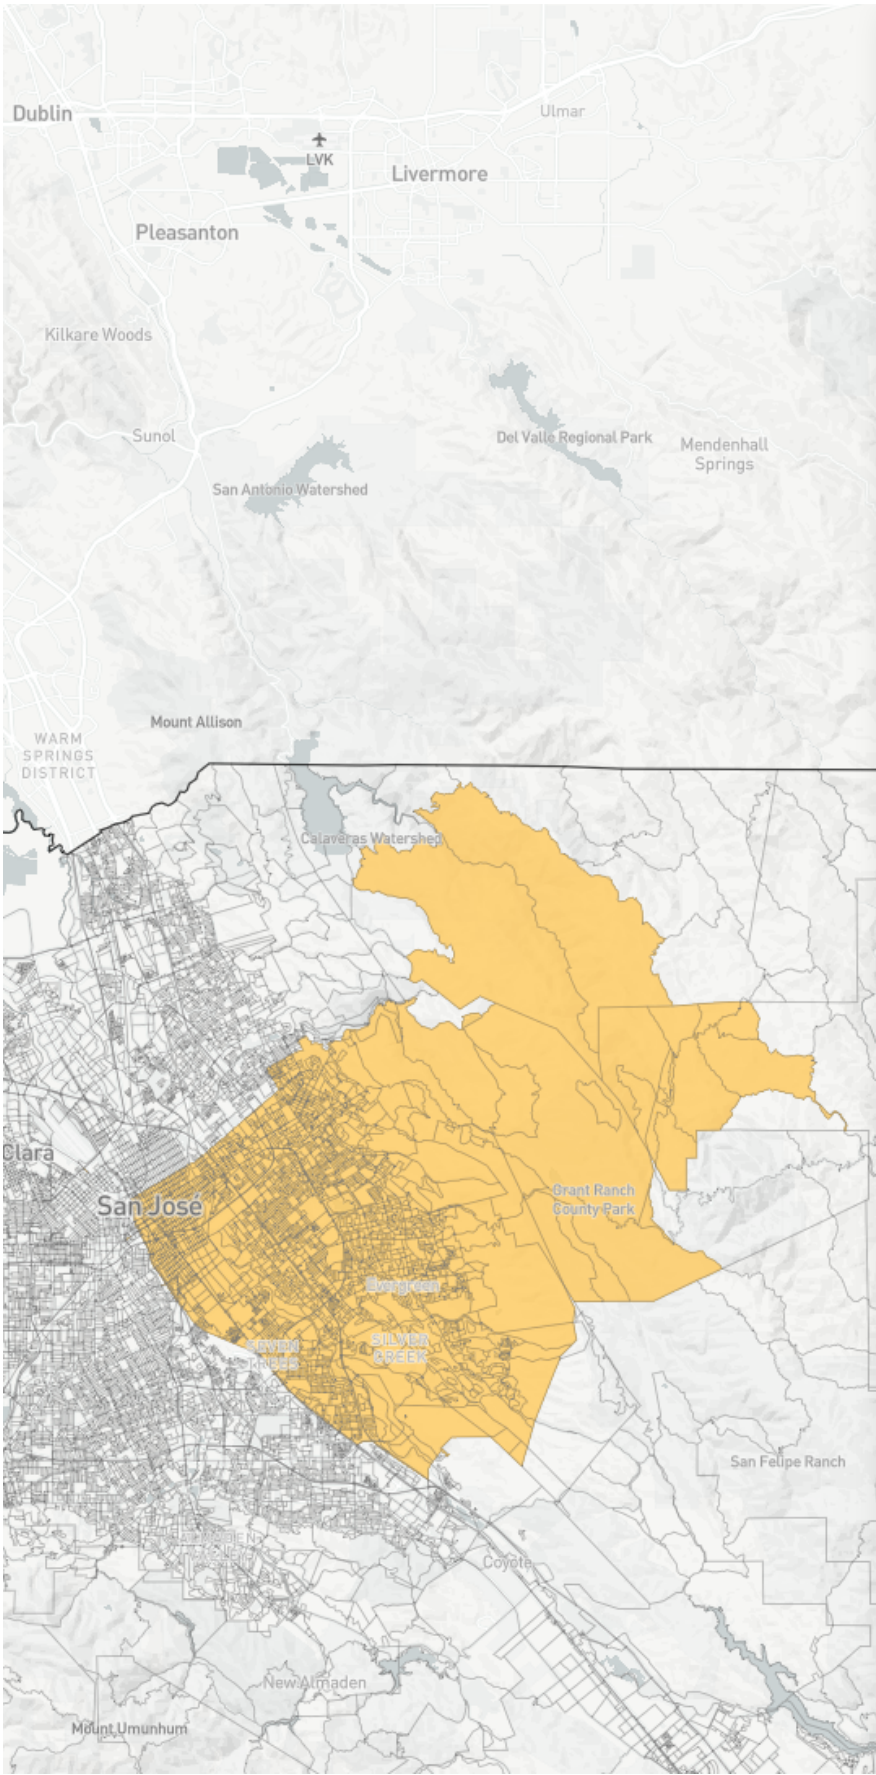 Dublin
Ulmar
LVK
Livermore
Pleasanton
Kilkare Woods
Sunol
Del Valle Regional Park
Mendenhall
Springs
San Antonio Watershed
Mount Allison
WARM
SPRINGS
DISTRICT
Calaveras Watershed
Clara
San José
Grant Ranch
County Park
Evergreen
SEVEN
TREES
SILVER
CREEK
San Felipe Ranch
Coyote
New Almaden
Mount Umunhum